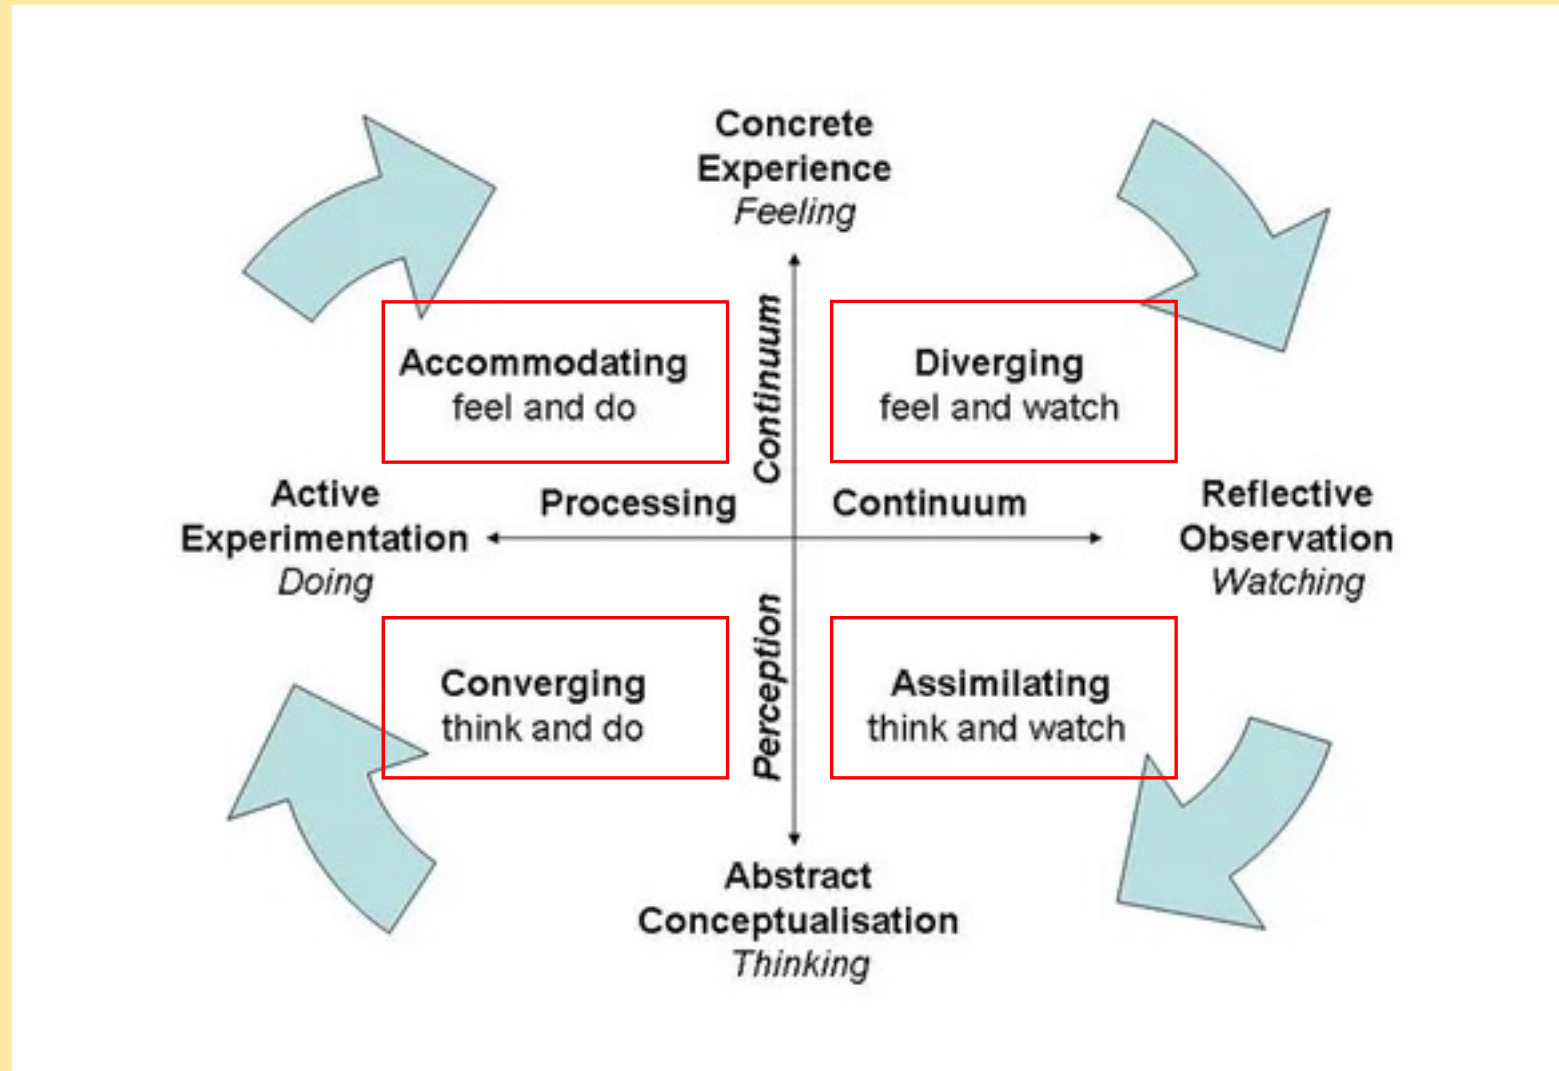 Concrete
Experience
Feeling
Accommodating
feel and do
Diverging
feel and watch
Continuum
Active
Experimentation
Doing
Processing
Continuum
Reflective
Observation
Watching
Converging
think and do
Perception
Assimilating
think and watch
Abstract
Conceptualisation
Thinking